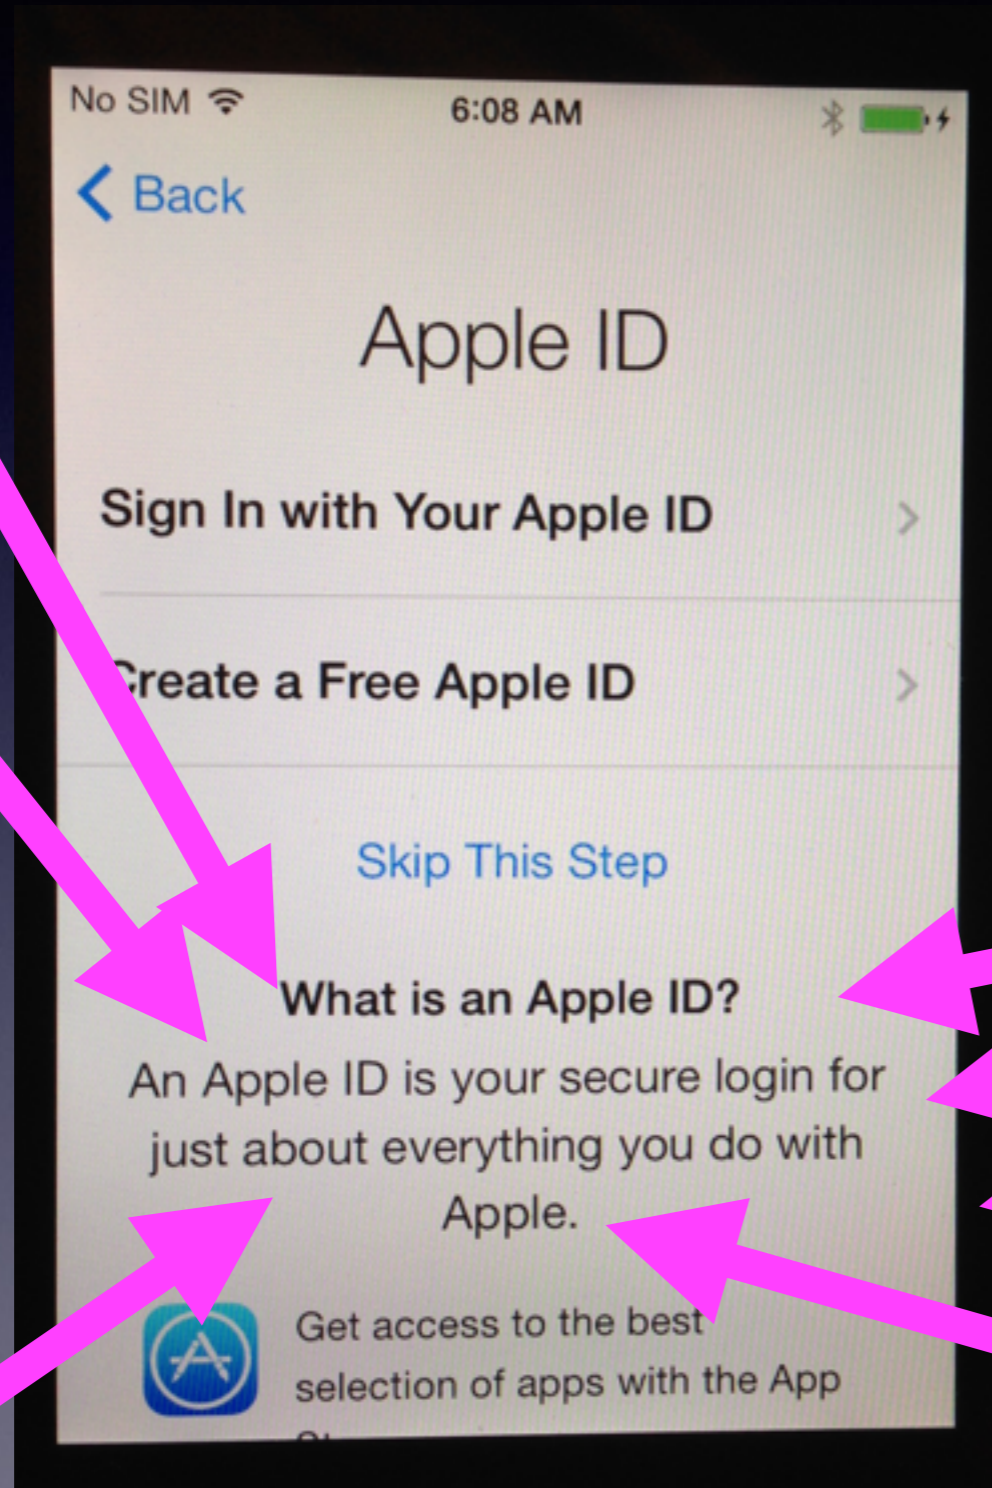 No SIM
6:08 AM
Back
Apple ID
Sign In with Your Apple ID
Create a Free Apple ID
Skip This Step
What is an Apple ID?
An Apple ID is your secure login for
just about everything you do with
Apple.
Get access to the best
selection of apps with the App